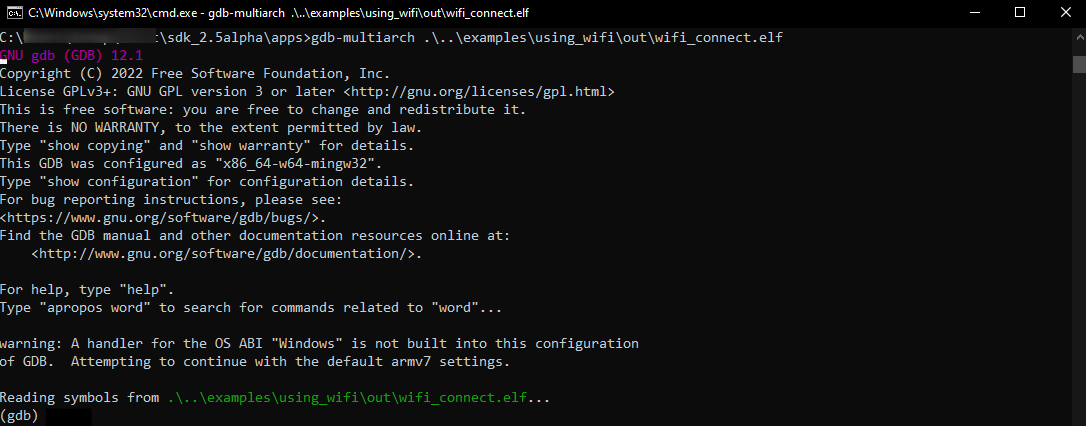 C:\Windows\system32\cmd.exe - gdb-multiarch .\..\examples\using_wifi\out\wifi_connect.elf
C:\ \sdk_2.5alpha\apps>gdb-multiarch .\..\examples\using_wifi\out\wifi_connect.elf
GNU gdb (GDB) 12.1
Copyright (C) 2022 Free Software Foundation, Inc.
License GPLv3+: GNU GPL version 3 or later <http://gnu.org/licenses/gpl.html>
This is free software: you are free to change and redistribute it.
There is NO WARRANTY, to the extent permitted by law.
Type "show copying" and "show warranty" for details.
This GDB was configured as "x86_64-w64-mingw32".
Type "show configuration" for configuration details.
For bug reporting instructions, please see:
<https://www.gnu.org/software/gdb/bugs/>.
Find the GDB manual and other documentation resources online at:
    <http://www.gnu.org/software/gdb/documentation/>.
For help, type "help".
Type "apropos word" to search for commands related to "word"...
warning: A handler for the OS ABI "Windows" is not built into this configuration
of GDB.  Attempting to continue with the default armv7 settings.
Reading symbols from .\..\examples\using_wifi\out\wifi_connect.elf...
(gdb)